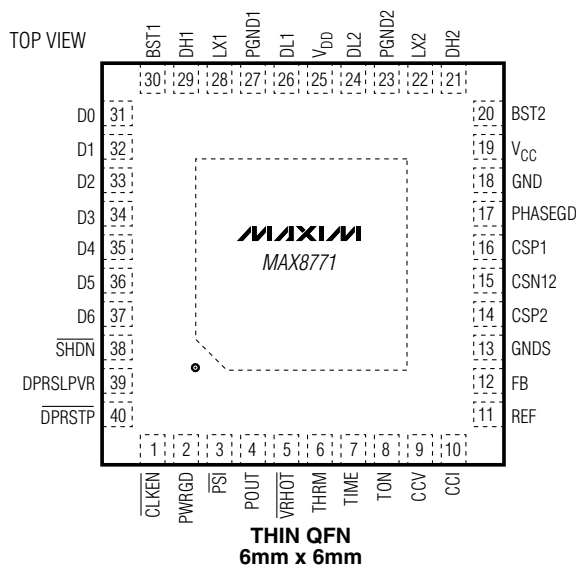 TOP VIEW
BST1
DH1
LX1
PGND1
DL1
VDD
DL2
PGND2
LX2
DH2
30 29 28 27 26 25 24 23 22 21
D0 31
D1 32
D2 33
D3 34
D4 35
D5 36
D6 37
SHDN 38
DPRSLPVR 39
DPRSTP 40
20 BST2
19 VCC
18 GND
17 PHASEGD
16 CSP1
15 CSN12
14 CSP2
13 GNDS
12 FB
11 REF
MAXIM
MAX8771
1 2 3 4 5 6 7 8 9 10
CLKEN
PWRGD
PSI
POUT
VRHOT
THRM
TIME
TON
CCV
CCI
THIN QFN
6mm x 6mm